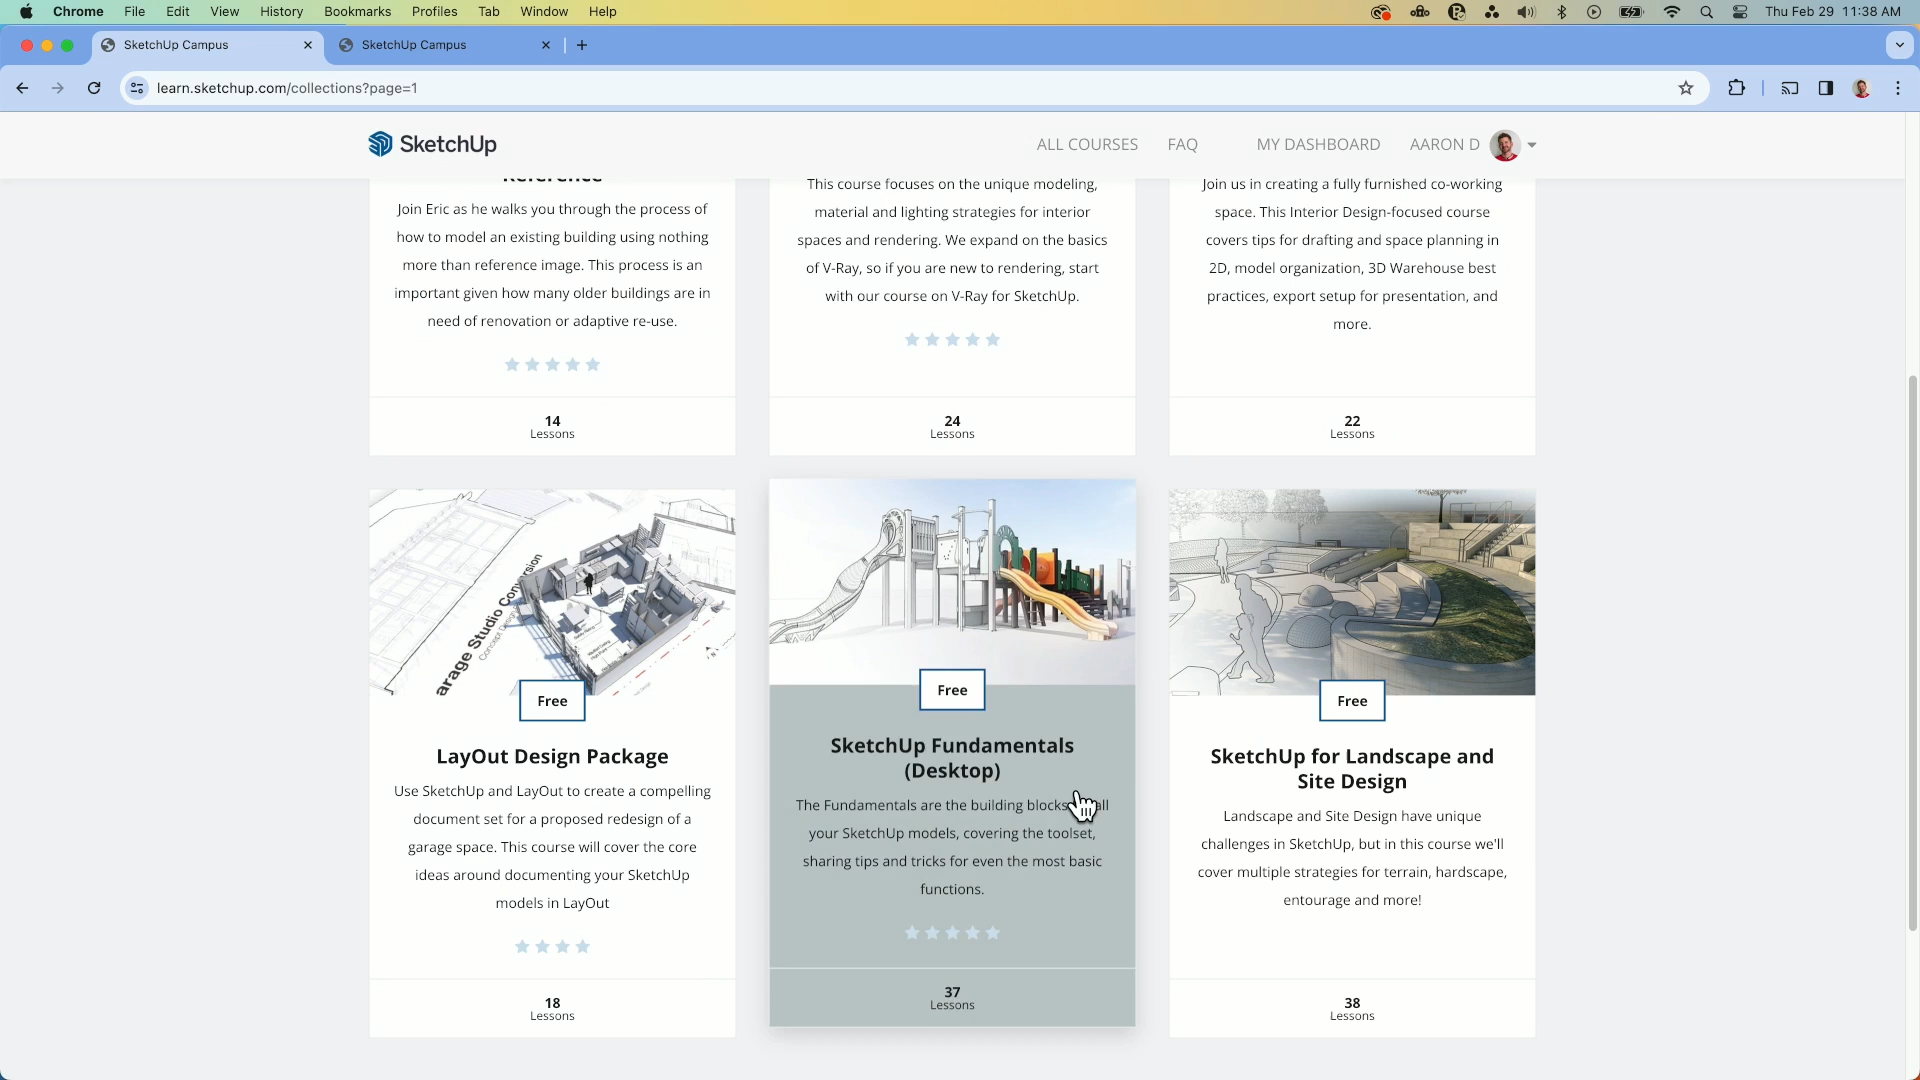 Chrome File Edit View History Bookmarks Profiles Tab Window Help
Thu Feb 29 11:38 AM
SketchUp Campus
SketchUp Campus
learn.sketchup.com/collections?page=1
SketchUp
ALL COURSES FAQ MY DASHBOARD AARON D
Reference
Join Eric as he walks you through the process of
how to model an existing building using nothing
more than reference image. This process is an
important given how many older buildings are in
need of renovation or adaptive re-use.
14
Lessons
This course focuses on the unique modeling,
material and lighting strategies for interior
spaces and rendering. We expand on the basics
of V-Ray, so if you are new to rendering, start
with our course on V-Ray for SketchUp.
24
Lessons
Join us in creating a fully furnished co-working
space. This Interior Design-focused course
covers tips for drafting and space planning in
2D, model organization, 3D Warehouse best
practices, export setup for presentation, and
more.
22
Lessons
arage Studio Conversion
Concept Design
Free
LayOut Design Package
Use SketchUp and LayOut to create a compelling
document set for a proposed redesign of a
garage space. This course will cover the core
ideas around documenting your SketchUp
models in LayOut
18
Lessons
Free
SketchUp Fundamentals
(Desktop)
The Fundamentals are the building blocks all
your SketchUp models, covering the toolset,
sharing tips and tricks for even the most basic
functions.
37
Lessons
Free
SketchUp for Landscape and
Site Design
Landscape and Site Design have unique
challenges in SketchUp, but in this course we'll
cover multiple strategies for terrain, hardscape,
entourage and more!
38
Lessons